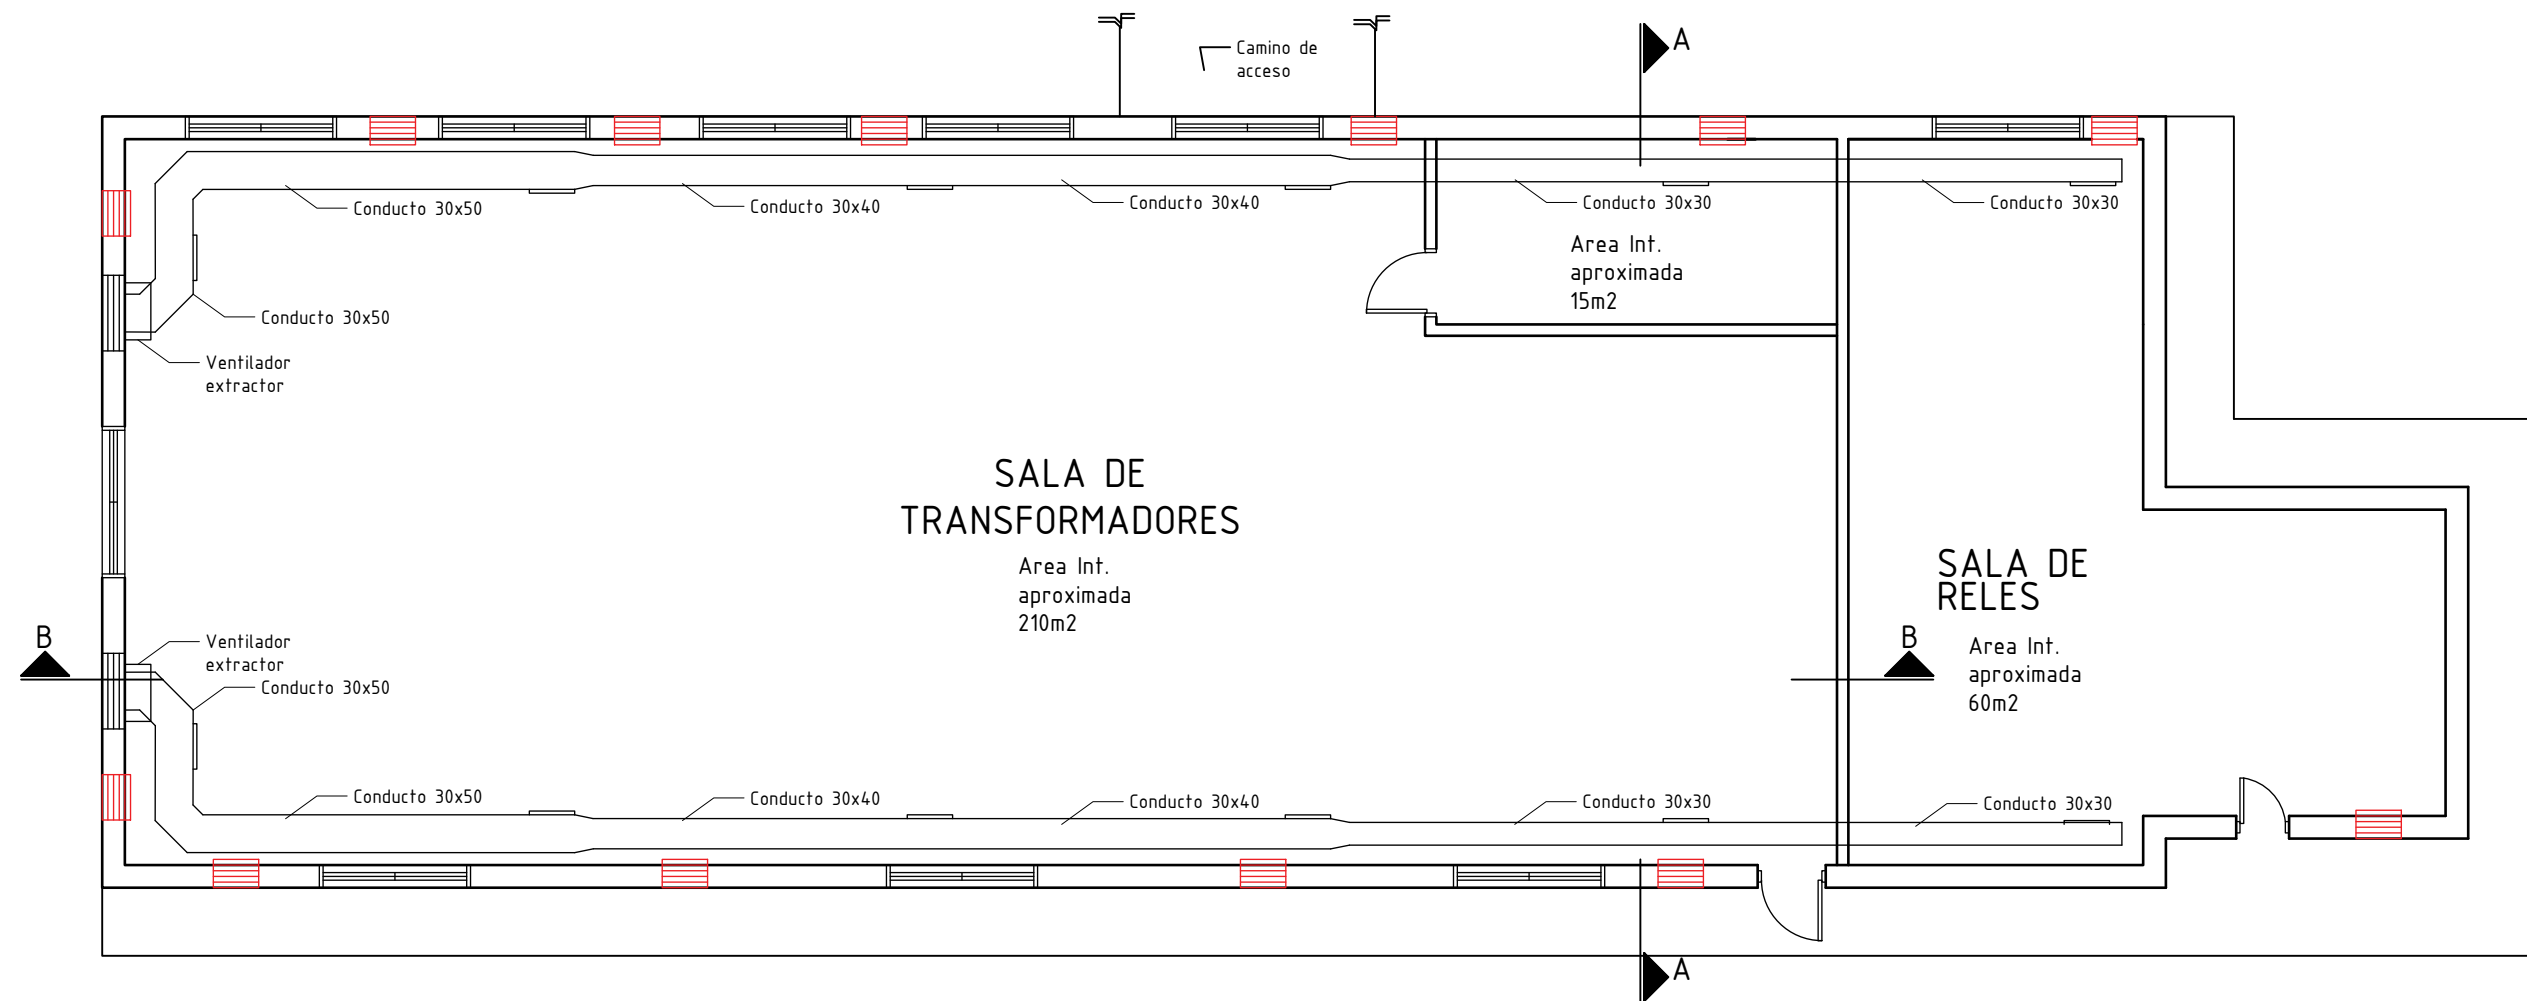 A
Camino de
acceso
Conducto 30x50
Conducto 30x40
Conducto 30x40
Conducto 30x30
Conducto 30x30
Area Int.
aproximada
15m2
Conducto 30x50
Ventilador
extractor
SALA DE
TRANSFORMADORES
Area Int.
aproximada
210m2
SALA DE
RELES
Area Int.
aproximada
60m2
B
B
Ventilador
extractor
Conducto 30x50
Conducto 30x50
Conducto 30x40
Conducto 30x40
Conducto 30x30
Conducto 30x30
A